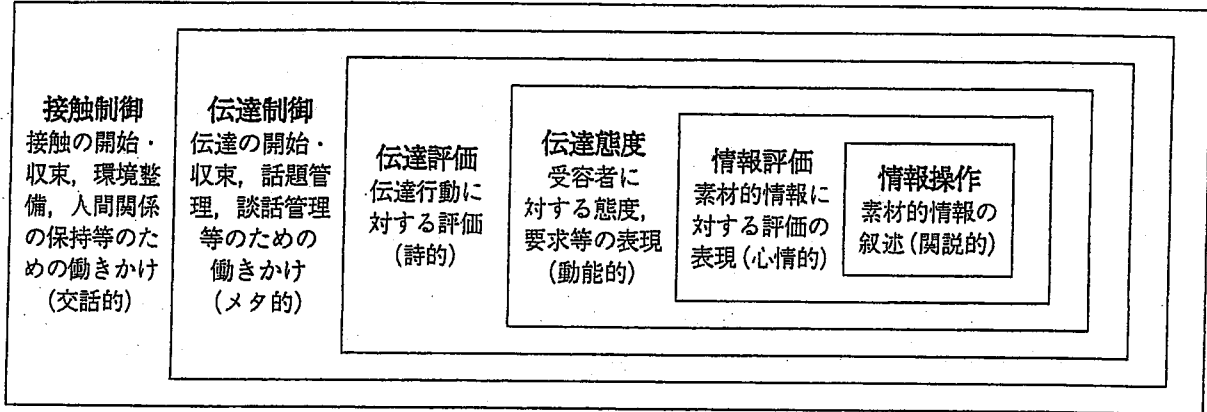 接触制御
接触の開始・
収束，環境整
備，人間関係
の保持等のた
めの働きかけ
（交話的）
伝達制御
伝達の開始・
収束，話題管
理，談話管理
等のための
働きかけ
（メタ的）
伝達評価
伝達行動に
対する評価
（詩的）
伝達態度
受容者に
対する態度，
要求等の表現
（動能的）
情報評価
素材的情報に
対する評価の
表現（心情的）
情報操作
素材的情報の
叙述（関説的）